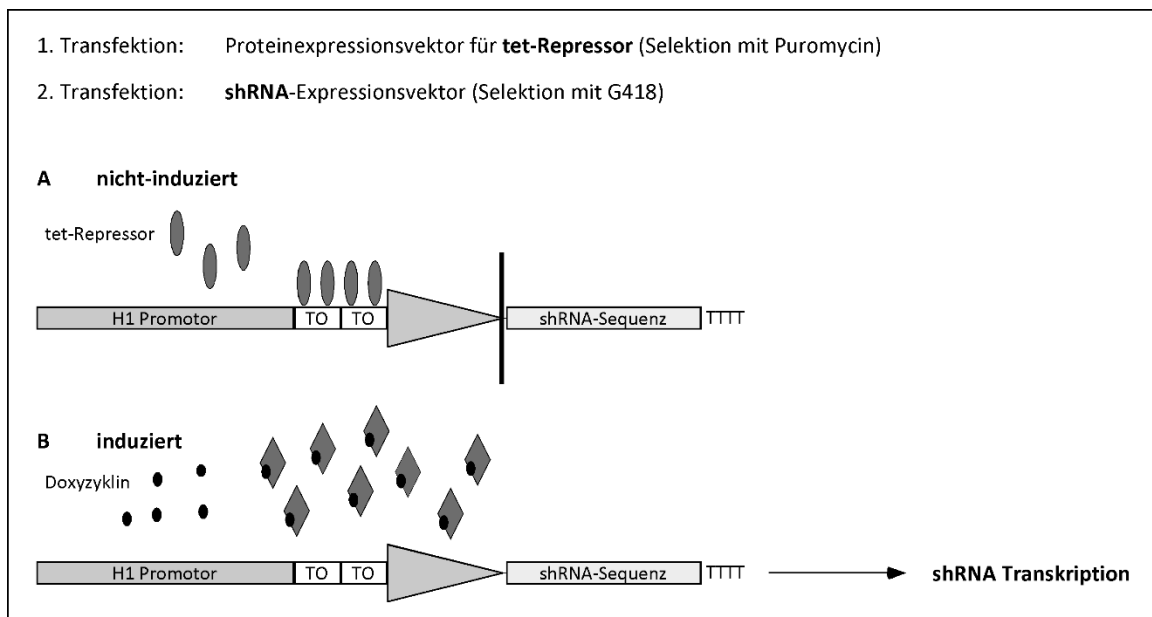 1. Transfektion: Proteinexpressionsvektor für tet-Repressor (Selektion mit Puromycin)
2. Transfektion: shRNA-Expressionsvektor (Selektion mit G418)
A nicht-induziert
tet-Repressor
H1 Promotor TO TO shRNA-Sequenz TTTT
B induziert
Doxyzyklin
H1 Promotor TO TO shRNA-Sequenz TTTT shRNA Transkription